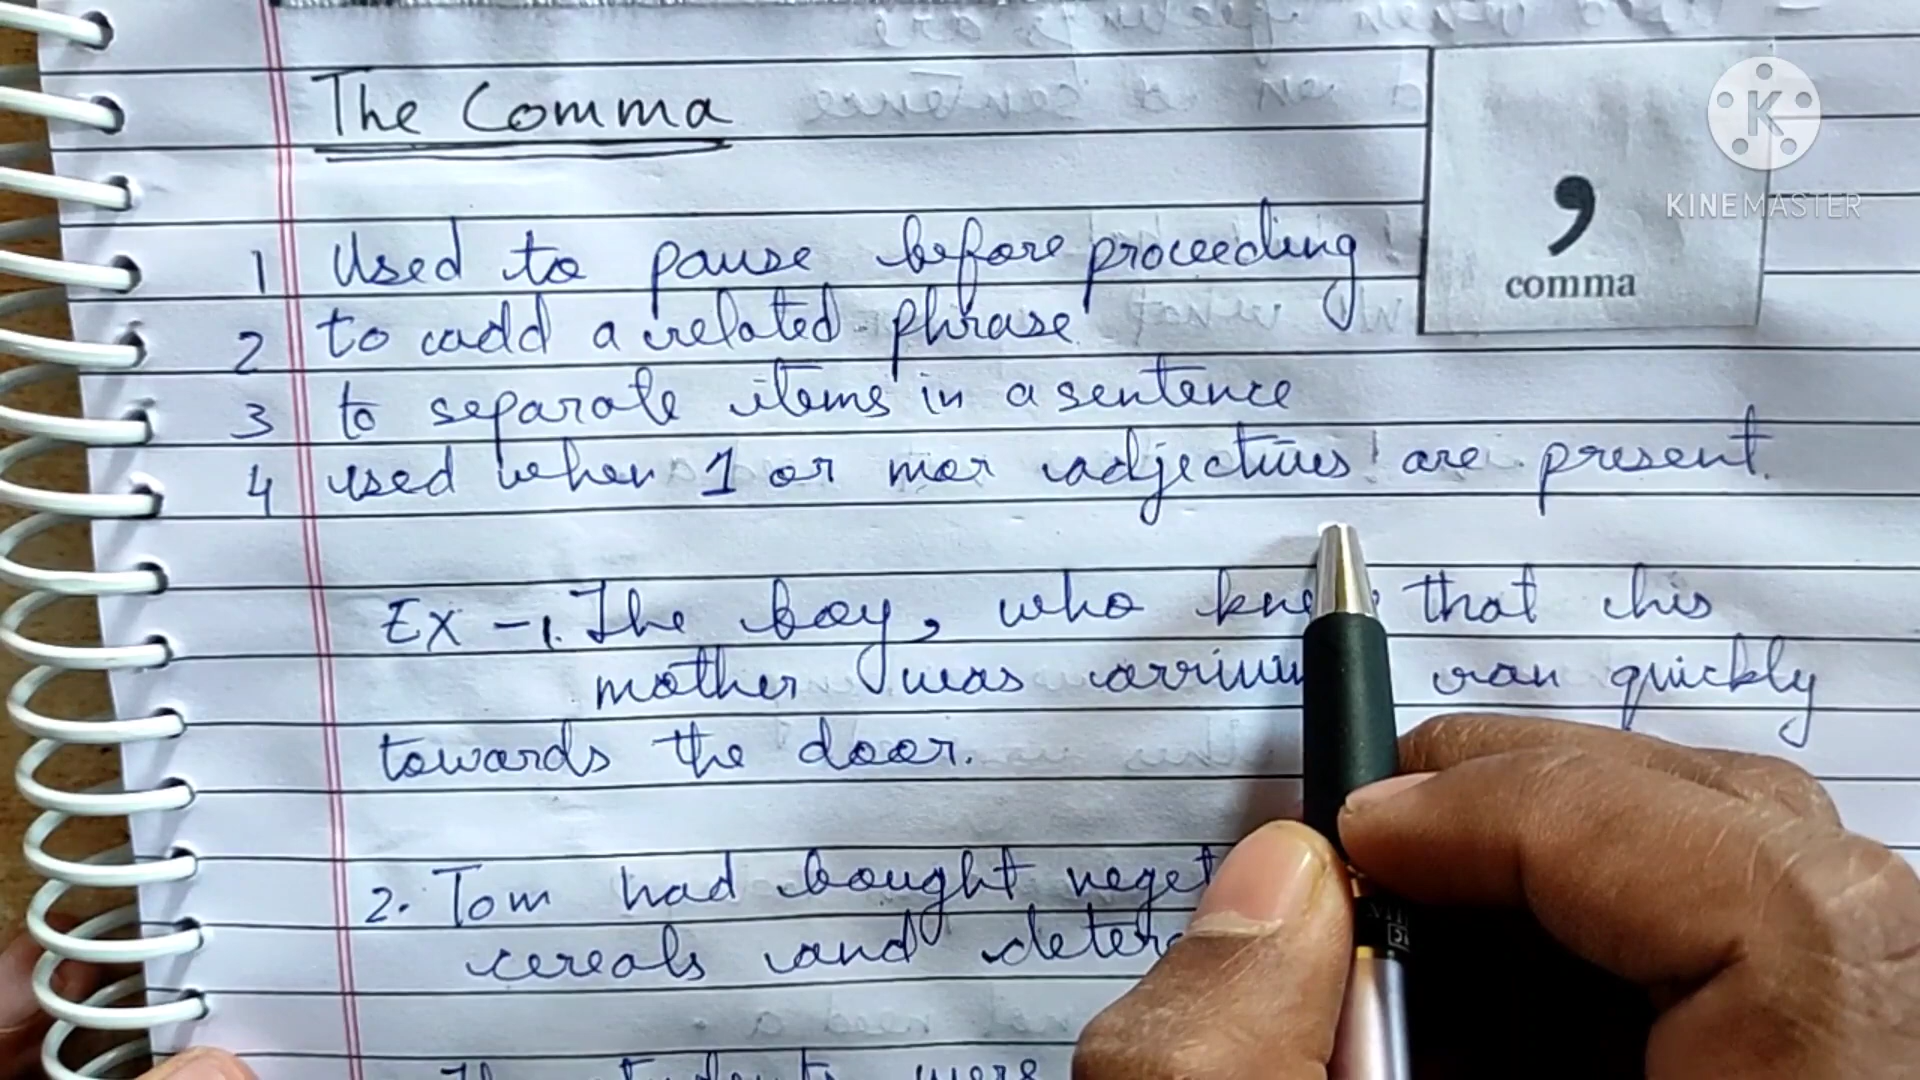 The Comma
KINEMASTER
comma
1 Used to pause before proceeding
2 to add a related phrase
3 to separate items in a sentence
4 used when 1 or mor adjectives are present.
Ex - 1. The boy, who that his
mother was ran quickly
towards the door.
2. Tom had bought
cereals and
students were